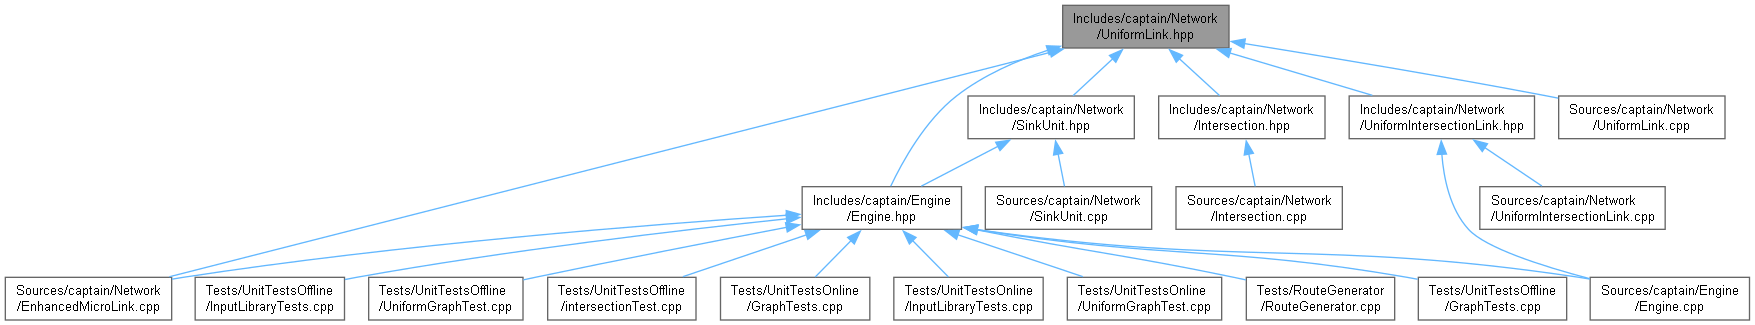 Includes/captain/Network
/UniformLink.hpp
Includes/captain/Network
/SinkUnit.hpp
Includes/captain/Network
/Intersection.hpp
Includes/captain/Network
/UniformIntersectionLink.hpp
Sources/captain/Network
/UniformLink.cpp
Includes/captain/Engine
/Engine.hpp
Sources/captain/Network
/SinkUnit.cpp
Sources/captain/Network
/Intersection.cpp
Sources/captain/Network
/UniformIntersectionLink.cpp
Sources/captain/Network
/EnhancedMicroLink.cpp
Tests/UnitTestsOffline
/InputLibraryTests.cpp
Tests/UnitTestsOffline
/UniformGraphTest.cpp
Tests/UnitTestsOffline
/intersectionTest.cpp
Tests/UnitTestsOnline
/GraphTests.cpp
Tests/UnitTestsOnline
/InputLibraryTests.cpp
Tests/UnitTestsOnline
/UniformGraphTest.cpp
Tests/RouteGenerator
/RouteGenerator.cpp
Tests/UnitTestsOffline
/GraphTests.cpp
Sources/captain/Engine
/Engine.cpp